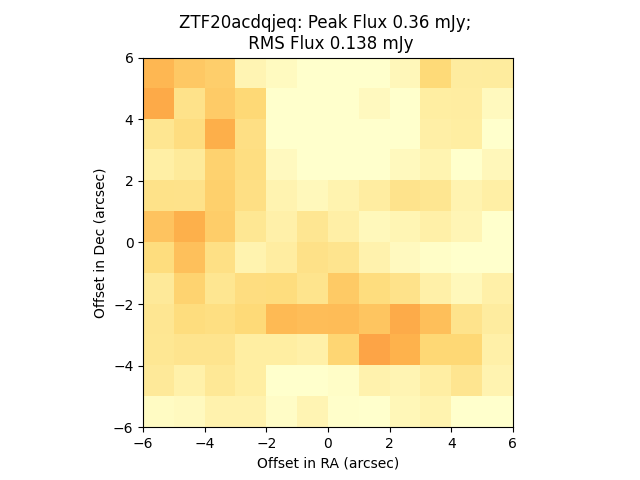 ZTF20acdqjeq: Peak Flux 0.36 mJy;
RMS Flux 0.138 mJy
6
4
2
0
−2
−4
−6
Offset in Dec (arcsec)
−6 −4 −2 0 2 4 6
Offset in RA (arcsec)